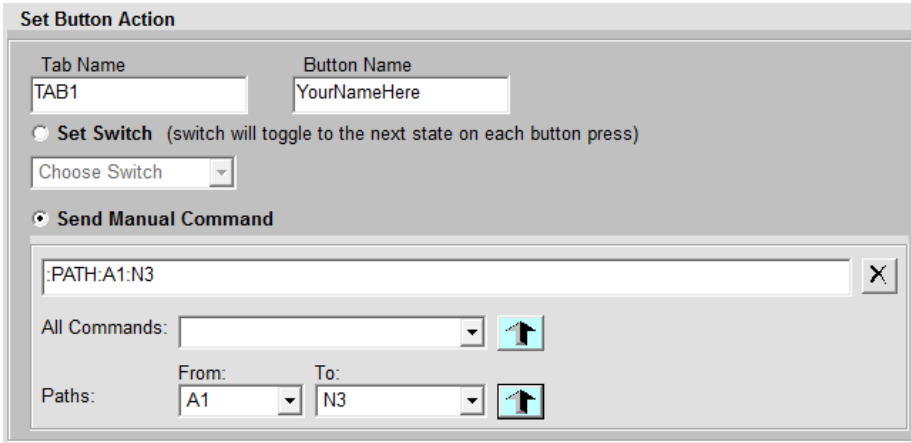 Set Button Action
Tab Name Button Name
TAB1 YourNameHere
Set Switch (switch will toggle to the next state on each button press)
Choose Switch
Send Manual Command
:PATH:A1:N3 X
All Commands:
From: To:
Paths: A1 N3